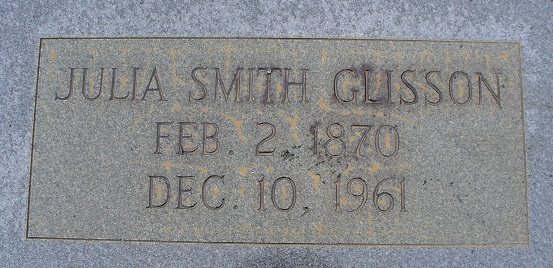 JULIA SMITH GLISSON
FEB. 2, 1870
DEC. 10, 1961